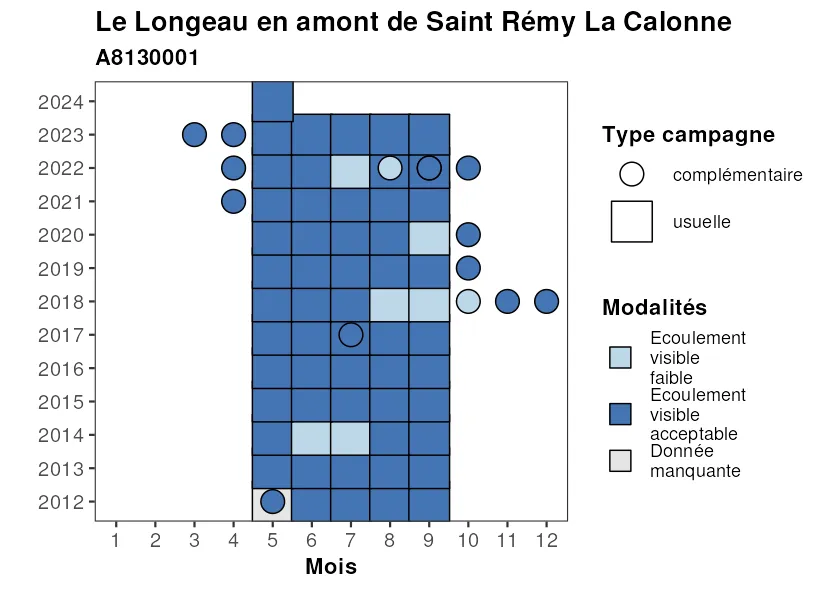 Le Longeau en amont de Saint Rémy La Calonne
A8130001
2024
2023
2022
2021
2020
2019
2018
2017
2016
2015
2014
2013
2012
1 2 3 4 5 6 7 8 9 10 11 12
Mois
Type campagne
complémentaire
usuelle
Modalités
Ecoulement
visible
faible
Ecoulement
visible
acceptable
Donnée
manquante